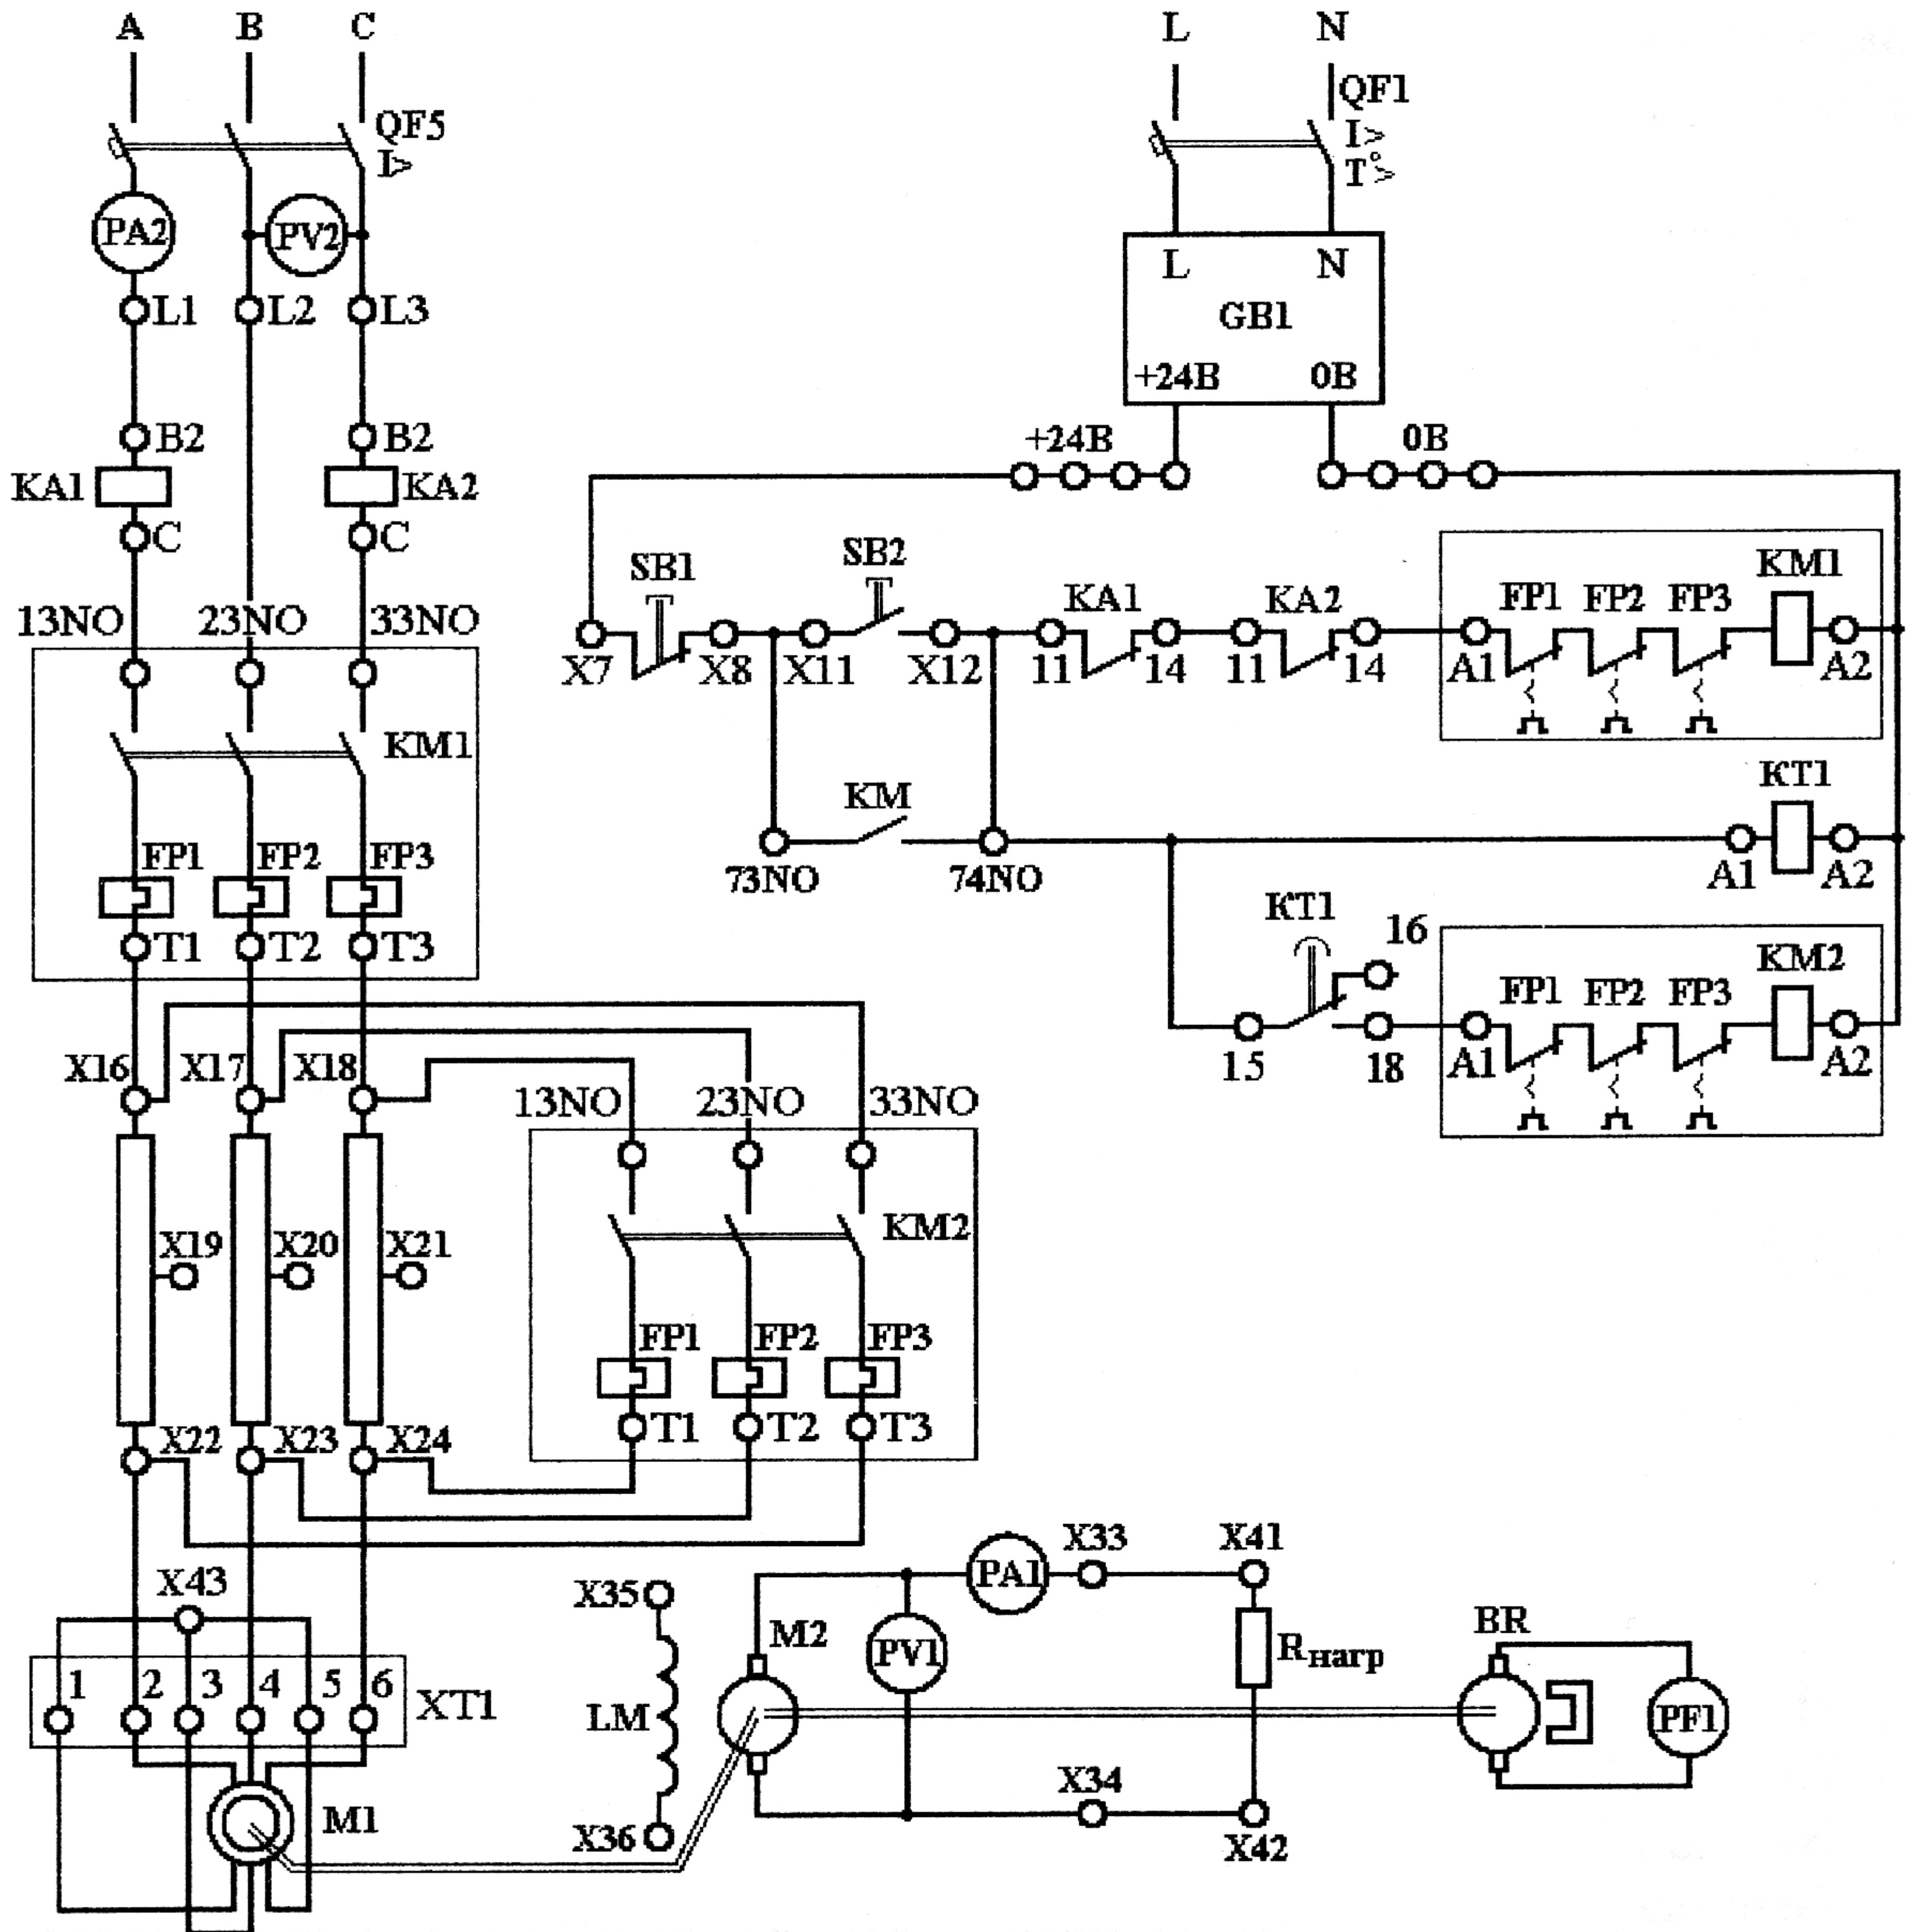 A B C L N
QF5
I>
QF1
I>
T°>
PA2 PV2
L N
GB1
+24В 0В
L1 L2 L3
+24В 0В
B2 B2
KA1 KA2
C C
SB1 SB2 KA1 KA2 FP1 FP2 FP3 KM1
13NO 23NO 33NO
X7 X8 X11 X12 11 14 11 14 A1 A2
KM1
KM KT1
73NO 74NO A1 A2
FP1 FP2 FP3
T1 T2 T3
KT1 16
FP1 FP2 FP3 KM2
15 18 A1 A2
X16 X17 X18
13NO 23NO 33NO
KM2
X19 X20 X21
FP1 FP2 FP3
T1 T2 T3
X22 X23 X24
X43
X35 PA1 X33 X41
M2 PV1 Rнагр BR
1 2 3 4 5 6
XT1
LM PF1
M1
X36 X34 X42